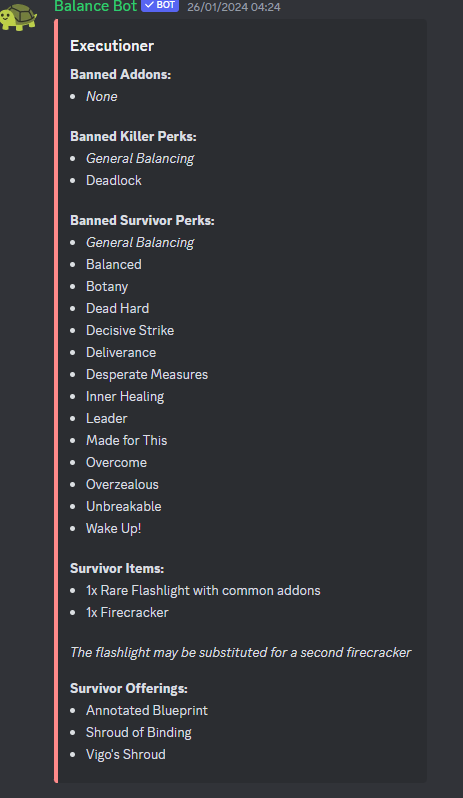 Balance Bot ✓ BOT 26/01/2024 04:24
Executioner
Banned Addons:
• None
Banned Killer Perks:
• General Balancing
• Deadlock
Banned Survivor Perks:
• General Balancing
• Balanced
• Botany
• Dead Hard
• Decisive Strike
• Deliverance
• Desperate Measures
• Inner Healing
• Leader
• Made for This
• Overcome
• Overzealous
• Unbreakable
• Wake Up!
Survivor Items:
• 1x Rare Flashlight with common addons
• 1x Firecracker
The flashlight may be substituted for a second firecracker
Survivor Offerings:
• Annotated Blueprint
• Shroud of Binding
• Vigo's Shroud